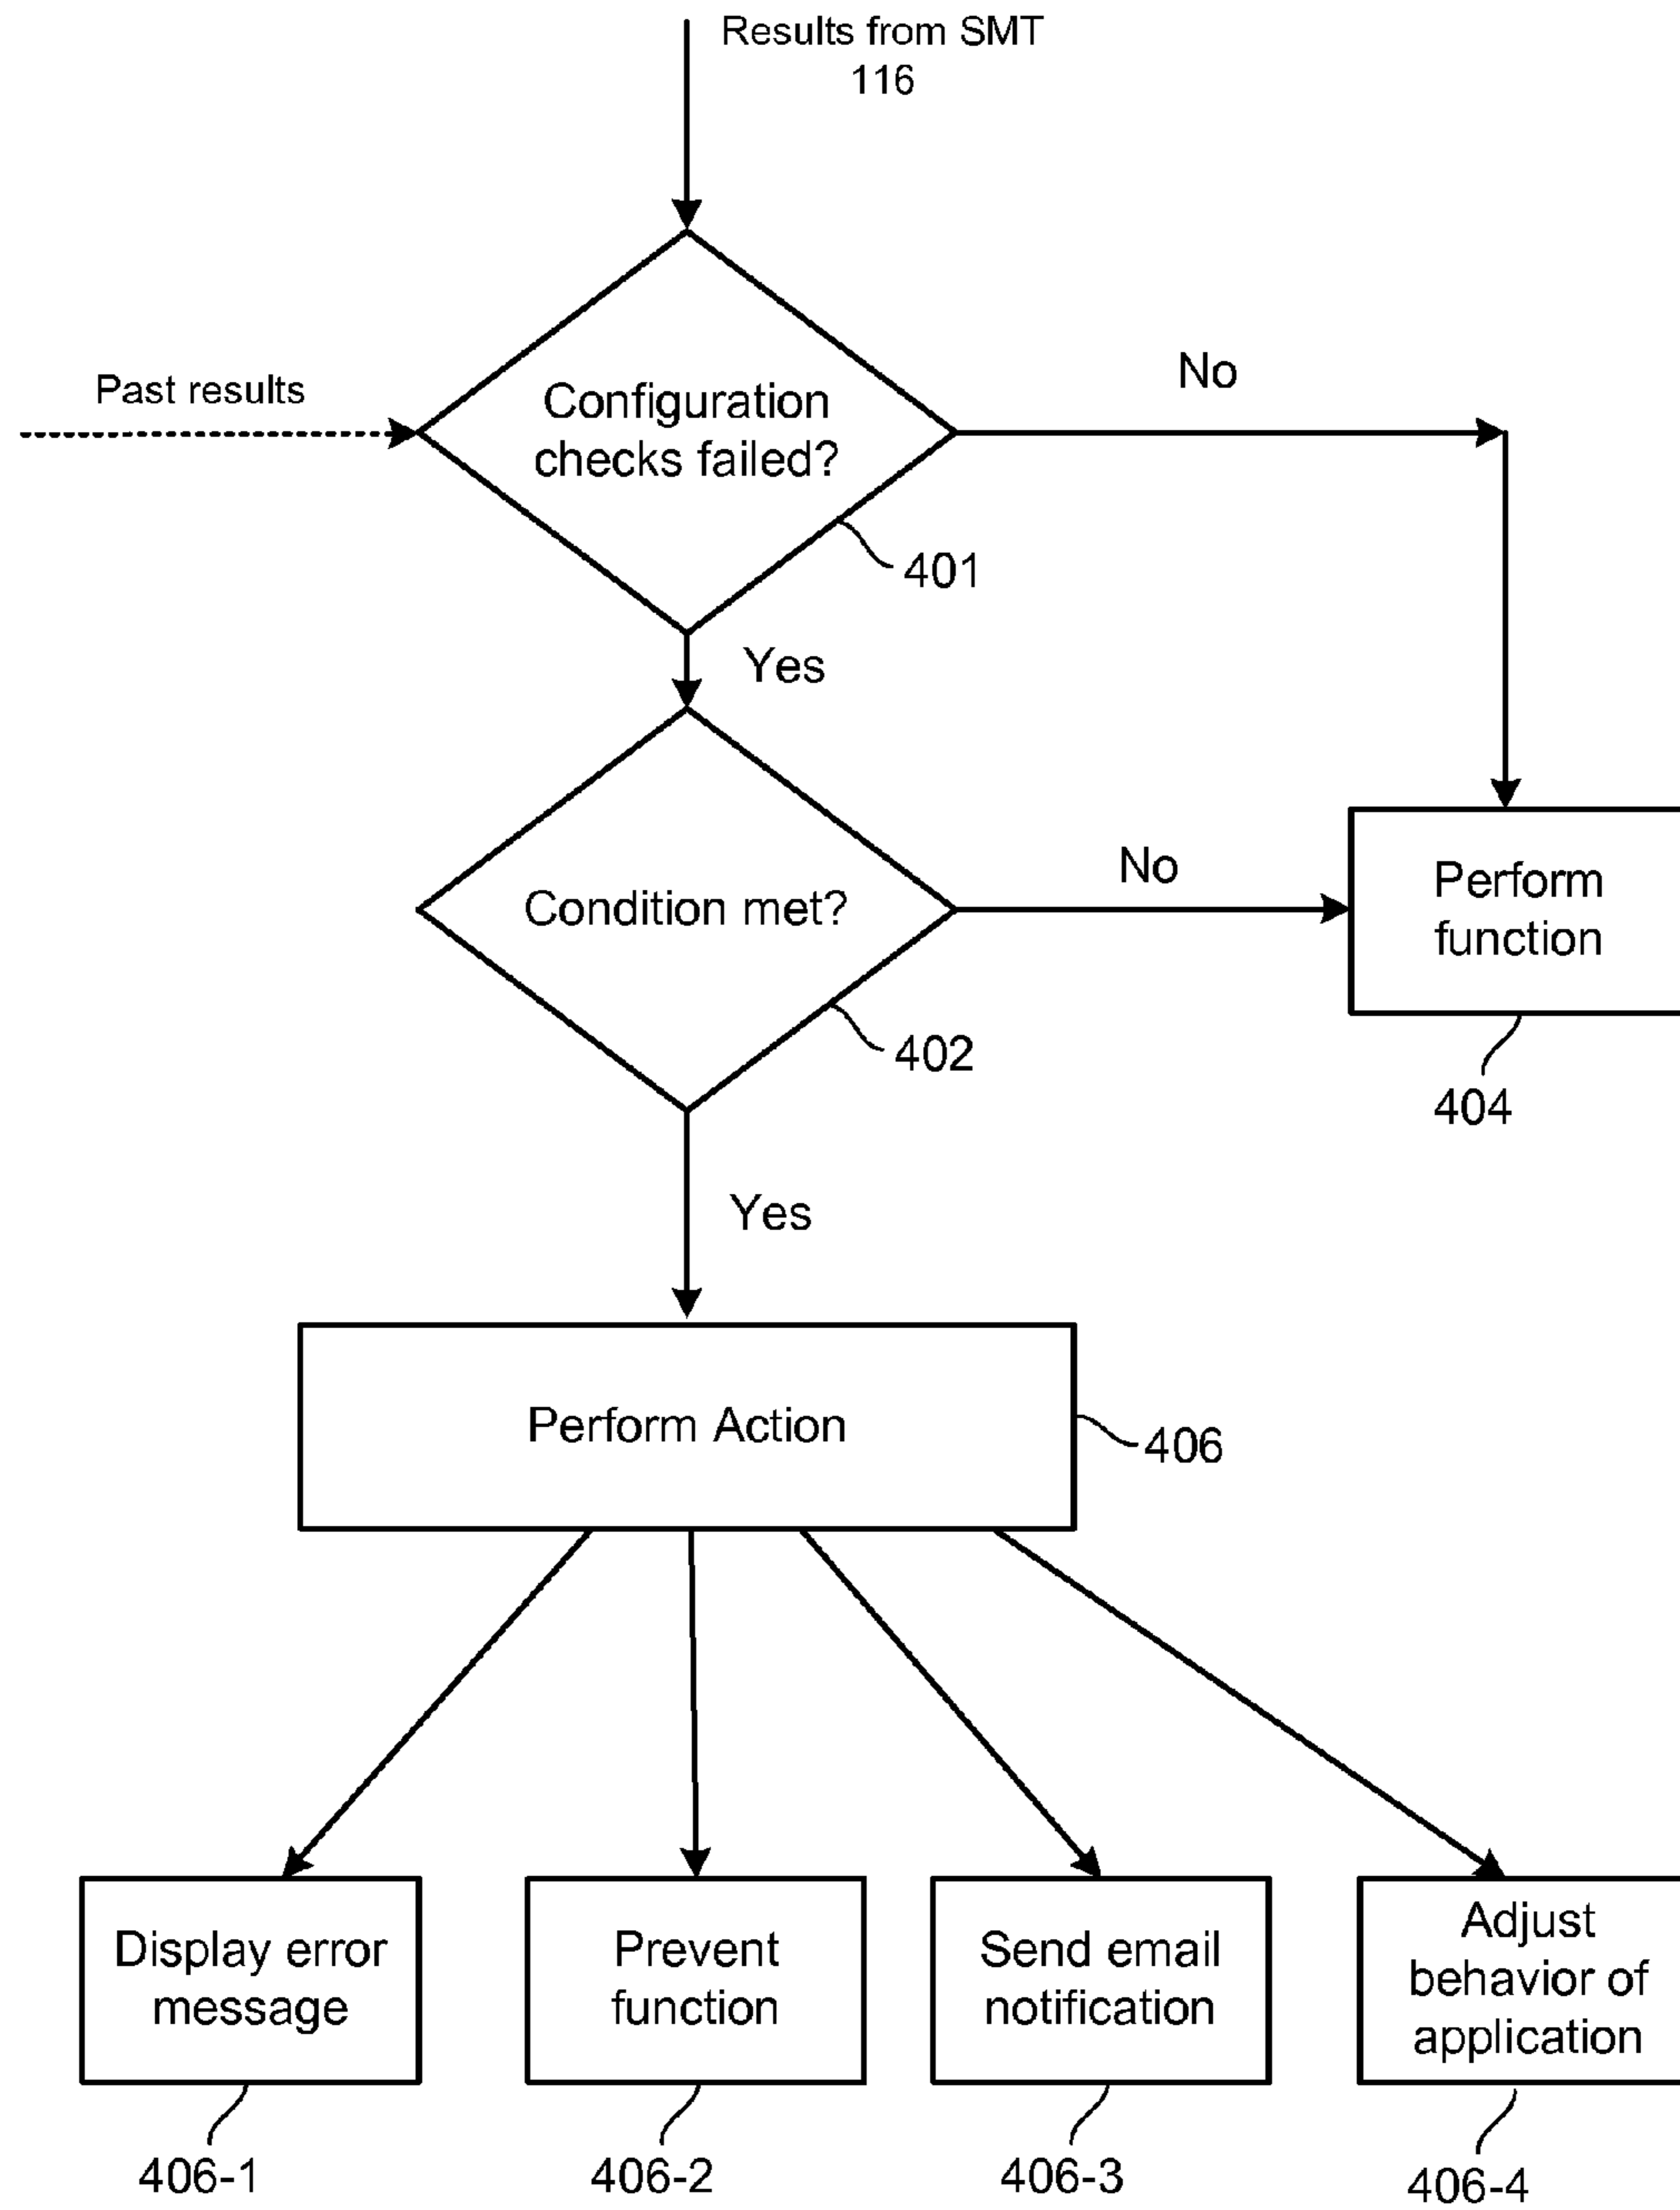 Results from SMT
116
Past results
Configuration
checks failed?
No
401
Yes
Condition met?
No
Perform
function
402
404
Yes
Perform Action
406
Display error
message
Prevent
function
Send email
notification
Adjust
behavior of
application
406-1
406-2
406-3
406-4